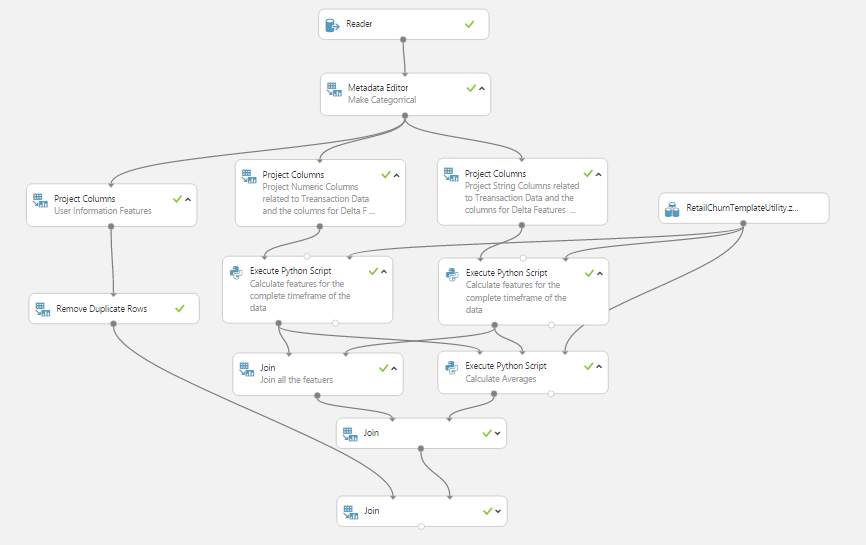 Reader
Metadata Editor
Make Categorrical
Project Columns
User Information Features
Project Columns
Project Numeric Columns
related to Treansaction Data
and the columns for Delta F ...
Project Columns
Project String Columns related
to Treansaction Data and the
columns for Delta Features ...
RetailChurnTemplateUtility.z...
Execute Python Script
Calculate features for the
complete timeframe of the
data
Execute Python Script
Calculate features for the
complete timeframe of the
data
Remove Duplicate Rows
Join
Join all the featuers
Execute Python Script
Calculate Averages
Join
Join